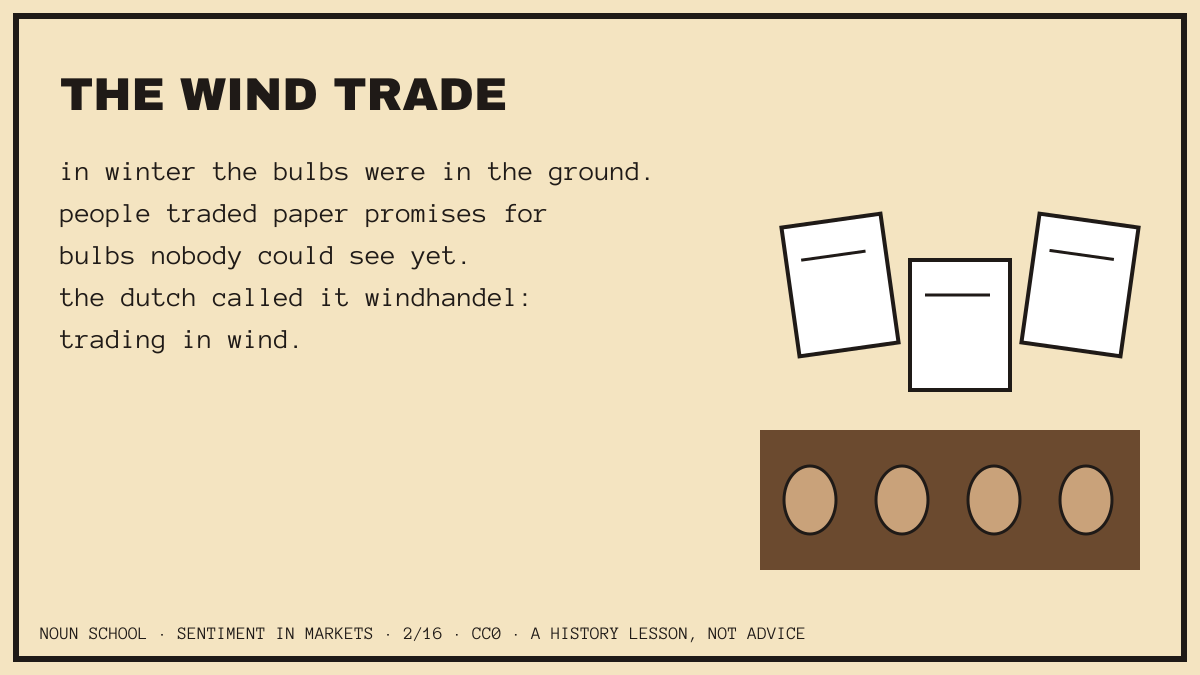 THE WIND TRADE
in winter the bulbs were in the ground.
people traded paper promises for
bulbs nobody could see yet.
the dutch called it windhandel:
trading in wind.
NOUN SCHOOL · SENTIMENT IN MARKETS · 2/16 · CC0 · A HISTORY LESSON, NOT ADVICE